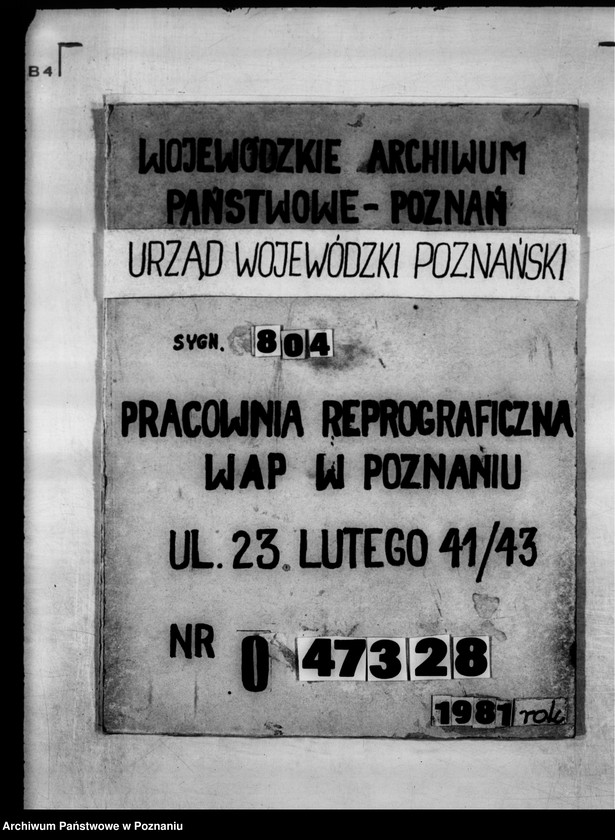 B4
WOJEWÓDZKIE ARCHIWUM
PAŃSTWOWE - POZNAŃ
URZĄD WOJEWÓDZKI POZNAŃSKI
SYGN. 804
PRACOWNIA REPROGRAFICZNA
WAP W POZNANIU
UL. 23. LUTEGO 41/43
NR 0 47328
1981 rok
Archiwum Państwowe w Poznaniu